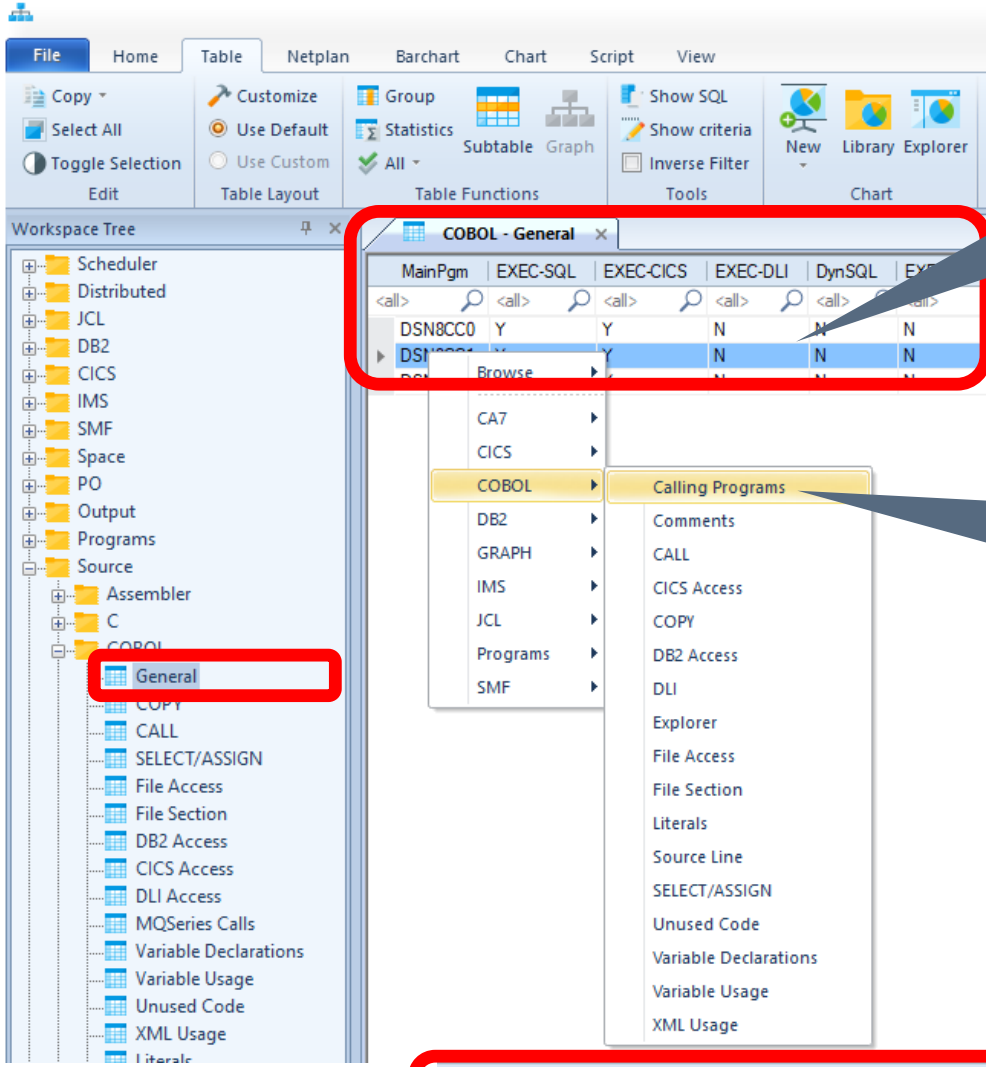 File Home Table Netplan Barchart Chart Script View
Copy Customize Group Show SQL
Select All Use Default Statistics Subtable Graph Show criteria New Library Explorer
Toggle Selection Use Custom All Inverse Filter
Edit Table Layout Table Functions Tools Chart
Workspace Tree
COBOL - General
Scheduler
Distributed
JCL
DB2
CICS
IMS
SMF
Space
PO
Output
Programs
Source
Assembler
C
COBOL
General
COPY
CALL
SELECT/ASSIGN
File Access
File Section
DB2 Access
CICS Access
DLI Access
MQSeries Calls
Variable Declarations
Variable Usage
Unused Code
XML Usage
Literals
MainPgm EXEC-SQL EXEC-CICS EXEC-DLI DynSQL
<all> <all> <all> <all> <all> <all>
DSN8CC0 Y Y N N N
Y N N N
Browse
CA7
CICS
COBOL
DB2
GRAPH
IMS
JCL
Programs
SMF
Calling Programs
Comments
CALL
CICS Access
COPY
DB2 Access
DLI
Explorer
File Access
File Section
Literals
Source Line
SELECT/ASSIGN
Unused Code
Variable Declarations
Variable Usage
XML Usage